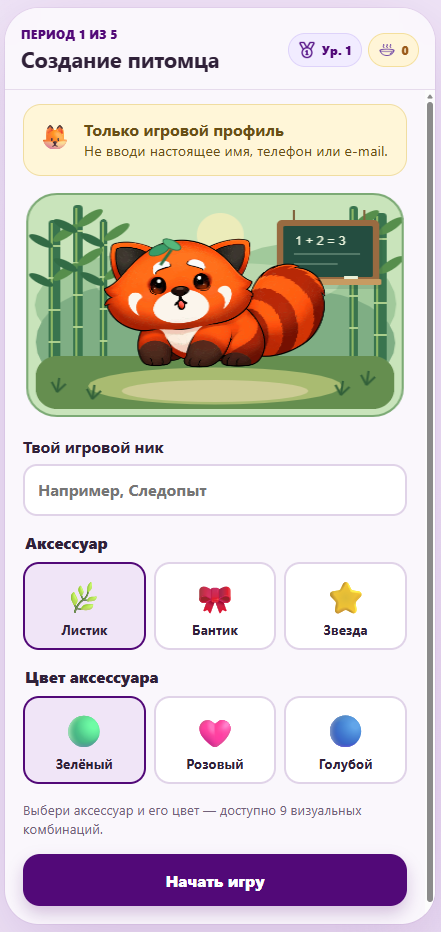 ПЕРИОД 1 ИЗ 5
Создание питомца
Ур. 1
0
Только игровой профиль
Не вводи настоящее имя, телефон или e-mail.
1 + 2 = 3
Твой игровой ник
Например, Следопыт
Аксессуар
Листик
Бантик
Звезда
Цвет аксессуара
Зелёный
Розовый
Голубой
Выбери аксессуар и его цвет — доступно 9 визуальных
комбинаций.
Начать игру